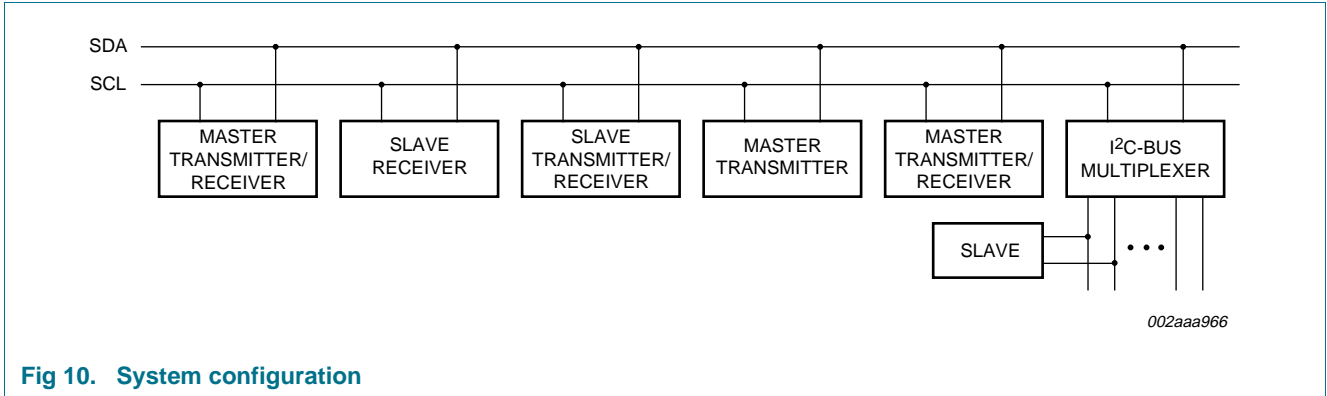 SDA
SCL
MASTER
TRANSMITTER/
RECEIVER
SLAVE
RECEIVER
SLAVE
TRANSMITTER/
RECEIVER
MASTER
TRANSMITTER
MASTER
TRANSMITTER/
RECEIVER
I²C-BUS
MULTIPLEXER
SLAVE
002aaa966
Fig 10. System configuration